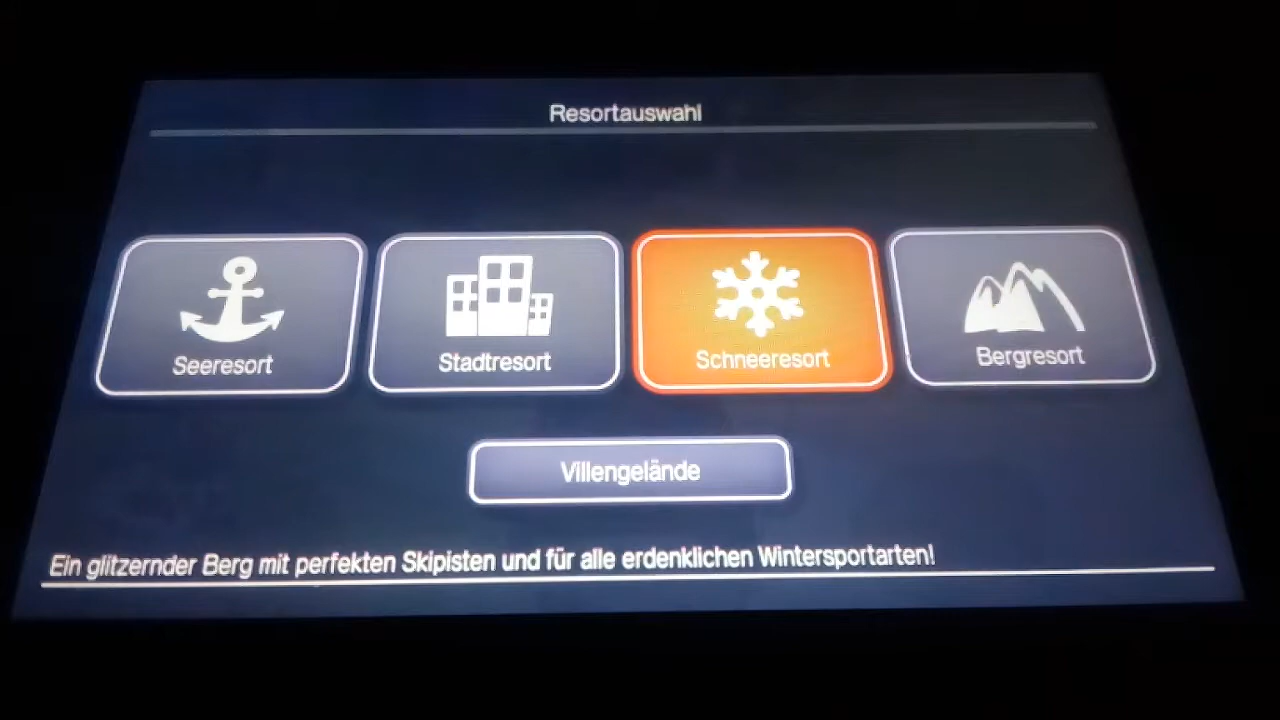 Resortauswahl
Seeresort
Stadtresort
Schneeresort
Bergresort
Villengelände
Ein glitzernder Berg mit perfekten Skipisten und für alle erdenklichen Wintersportarten!